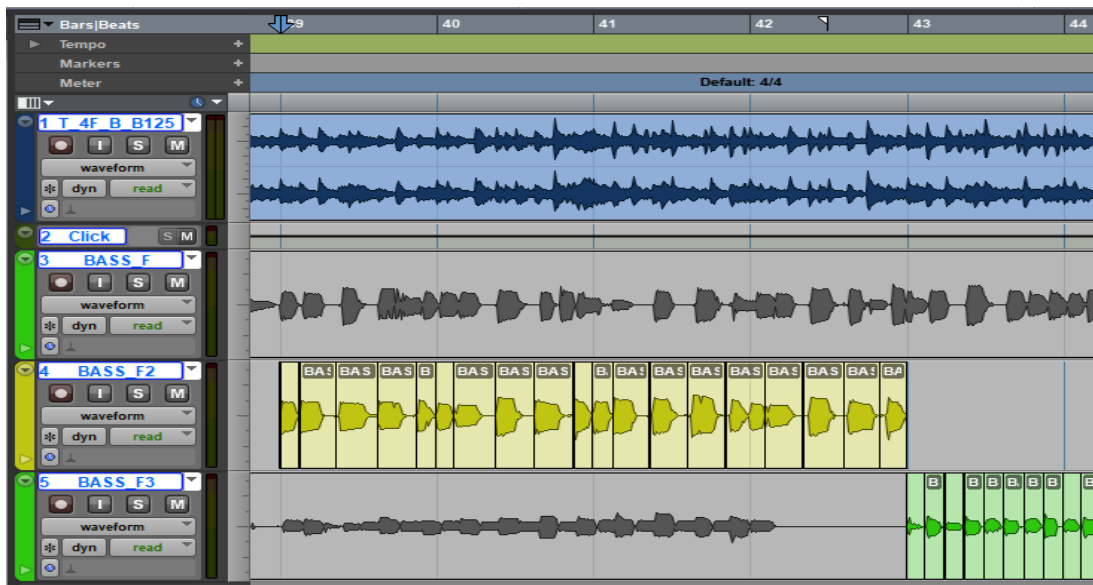 Bars|Beats 39 40 41 42 43 44
Tempo +
Markers +
Meter + Default: 4/4
1 T_4F_B_B125
I S M
waveform
dyn read
2 Click S M
3 BASS_F
I S M
waveform
dyn read
4 BASS_F2 BAS BAS BAS B BAS BAS BAS B. BAS BAS BAS BAS BAS BAS BAS BA
I S M
waveform
dyn read
5 BASS_F3 B B B B. B B B
I S M
waveform
dyn read